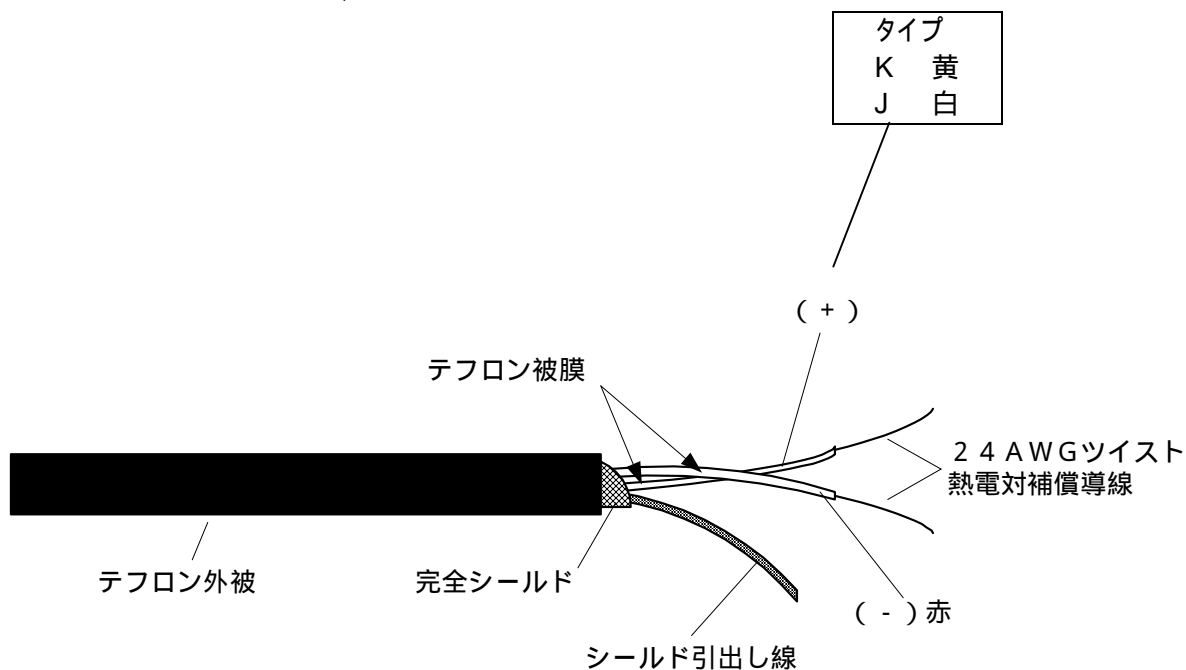 タイプ
K 黄
J 白
( + )
テフロン被膜
24AWGツイスト
熱電対補償導線
テフロン外被
完全シールド
( - )赤
シールド引出し線